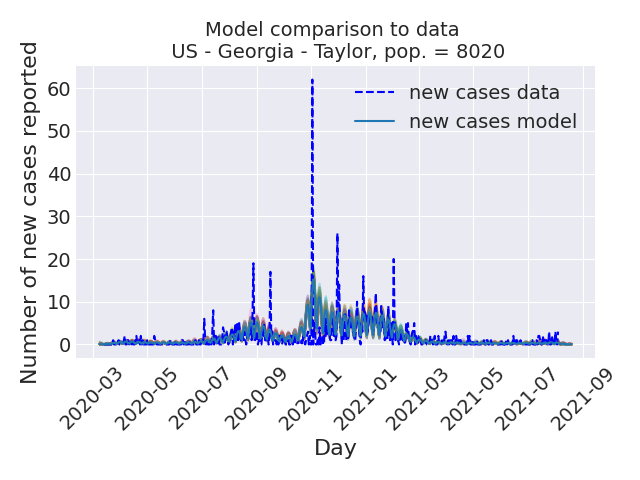 Model comparison to data
US - Georgia - Taylor, pop. = 8020
Number of new cases reported
60
50
40
30
20
10
0
new cases data
new cases model
2020-03
2020-05
2020-07
2020-09
2020-11
2021-01
2021-03
2021-05
2021-07
2021-09
Day